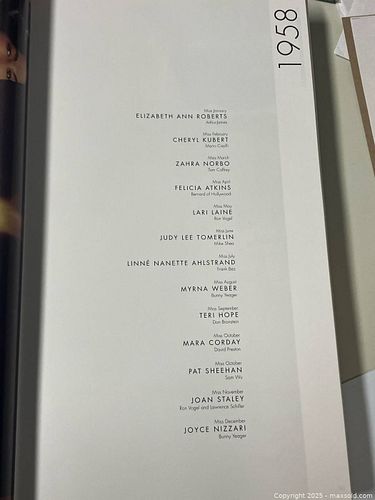 1958
Miss January
ELIZABETH ANN ROBERTS
Arthur James
Miss February
CHERYL KUBERT
Mario Casilli
Miss March
ZAHRA NORBO
Tom Caffrey
Miss April
FELICIA ATKINS
Bernard of Hollywood
Miss May
LARI LAINE
Ron Vogel
Miss June
JUDY LEE TOMERLIN
Mike Shea
Miss July
LINNÉ NANETTE AHLSTRAND
Frank Bez
Miss August
MYRNA WEBER
Bunny Yeager
Miss September
TERI HOPE
Don Bronstein
Miss October
MARA CORDAY
David Preston
Miss October
PAT SHEEHAN
Sam Wu
Miss November
JOAN STALEY
Ron Vogel and Lawrence Schiller
Miss December
JOYCE NIZZARI
Bunny Yeager
Copyright 2025 - maxsold.com